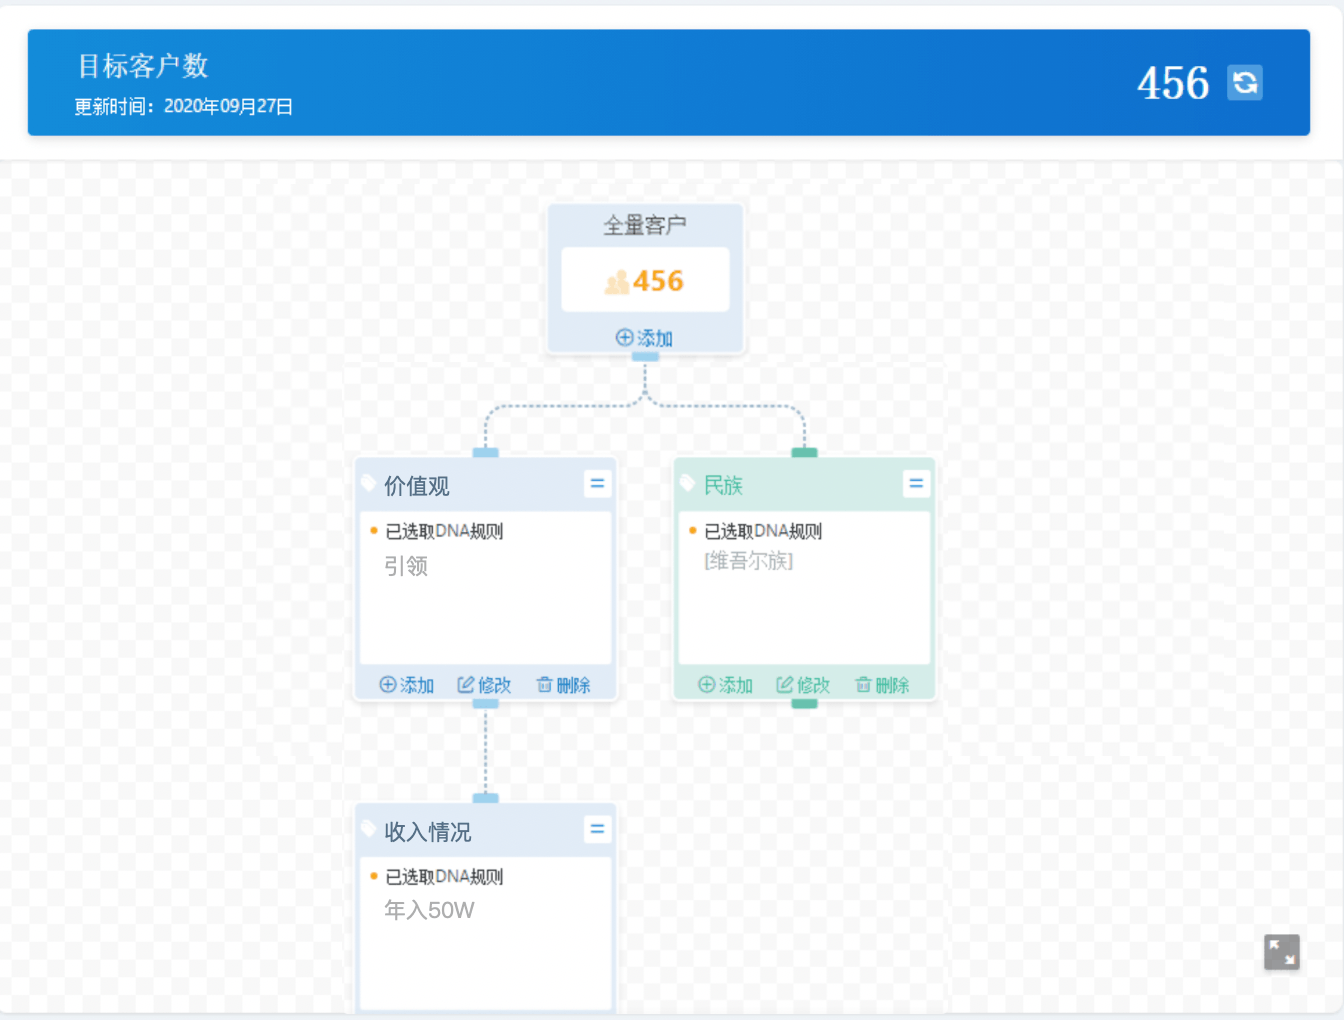 目标客户数
更新时间：2020年09月27日
456
全量客户
456
添加
价值观
已选取DNA规则
引领
添加 修改 删除
民族
已选取DNA规则
[维吾尔族]
添加 修改 删除
收入情况
已选取DNA规则
年入50W